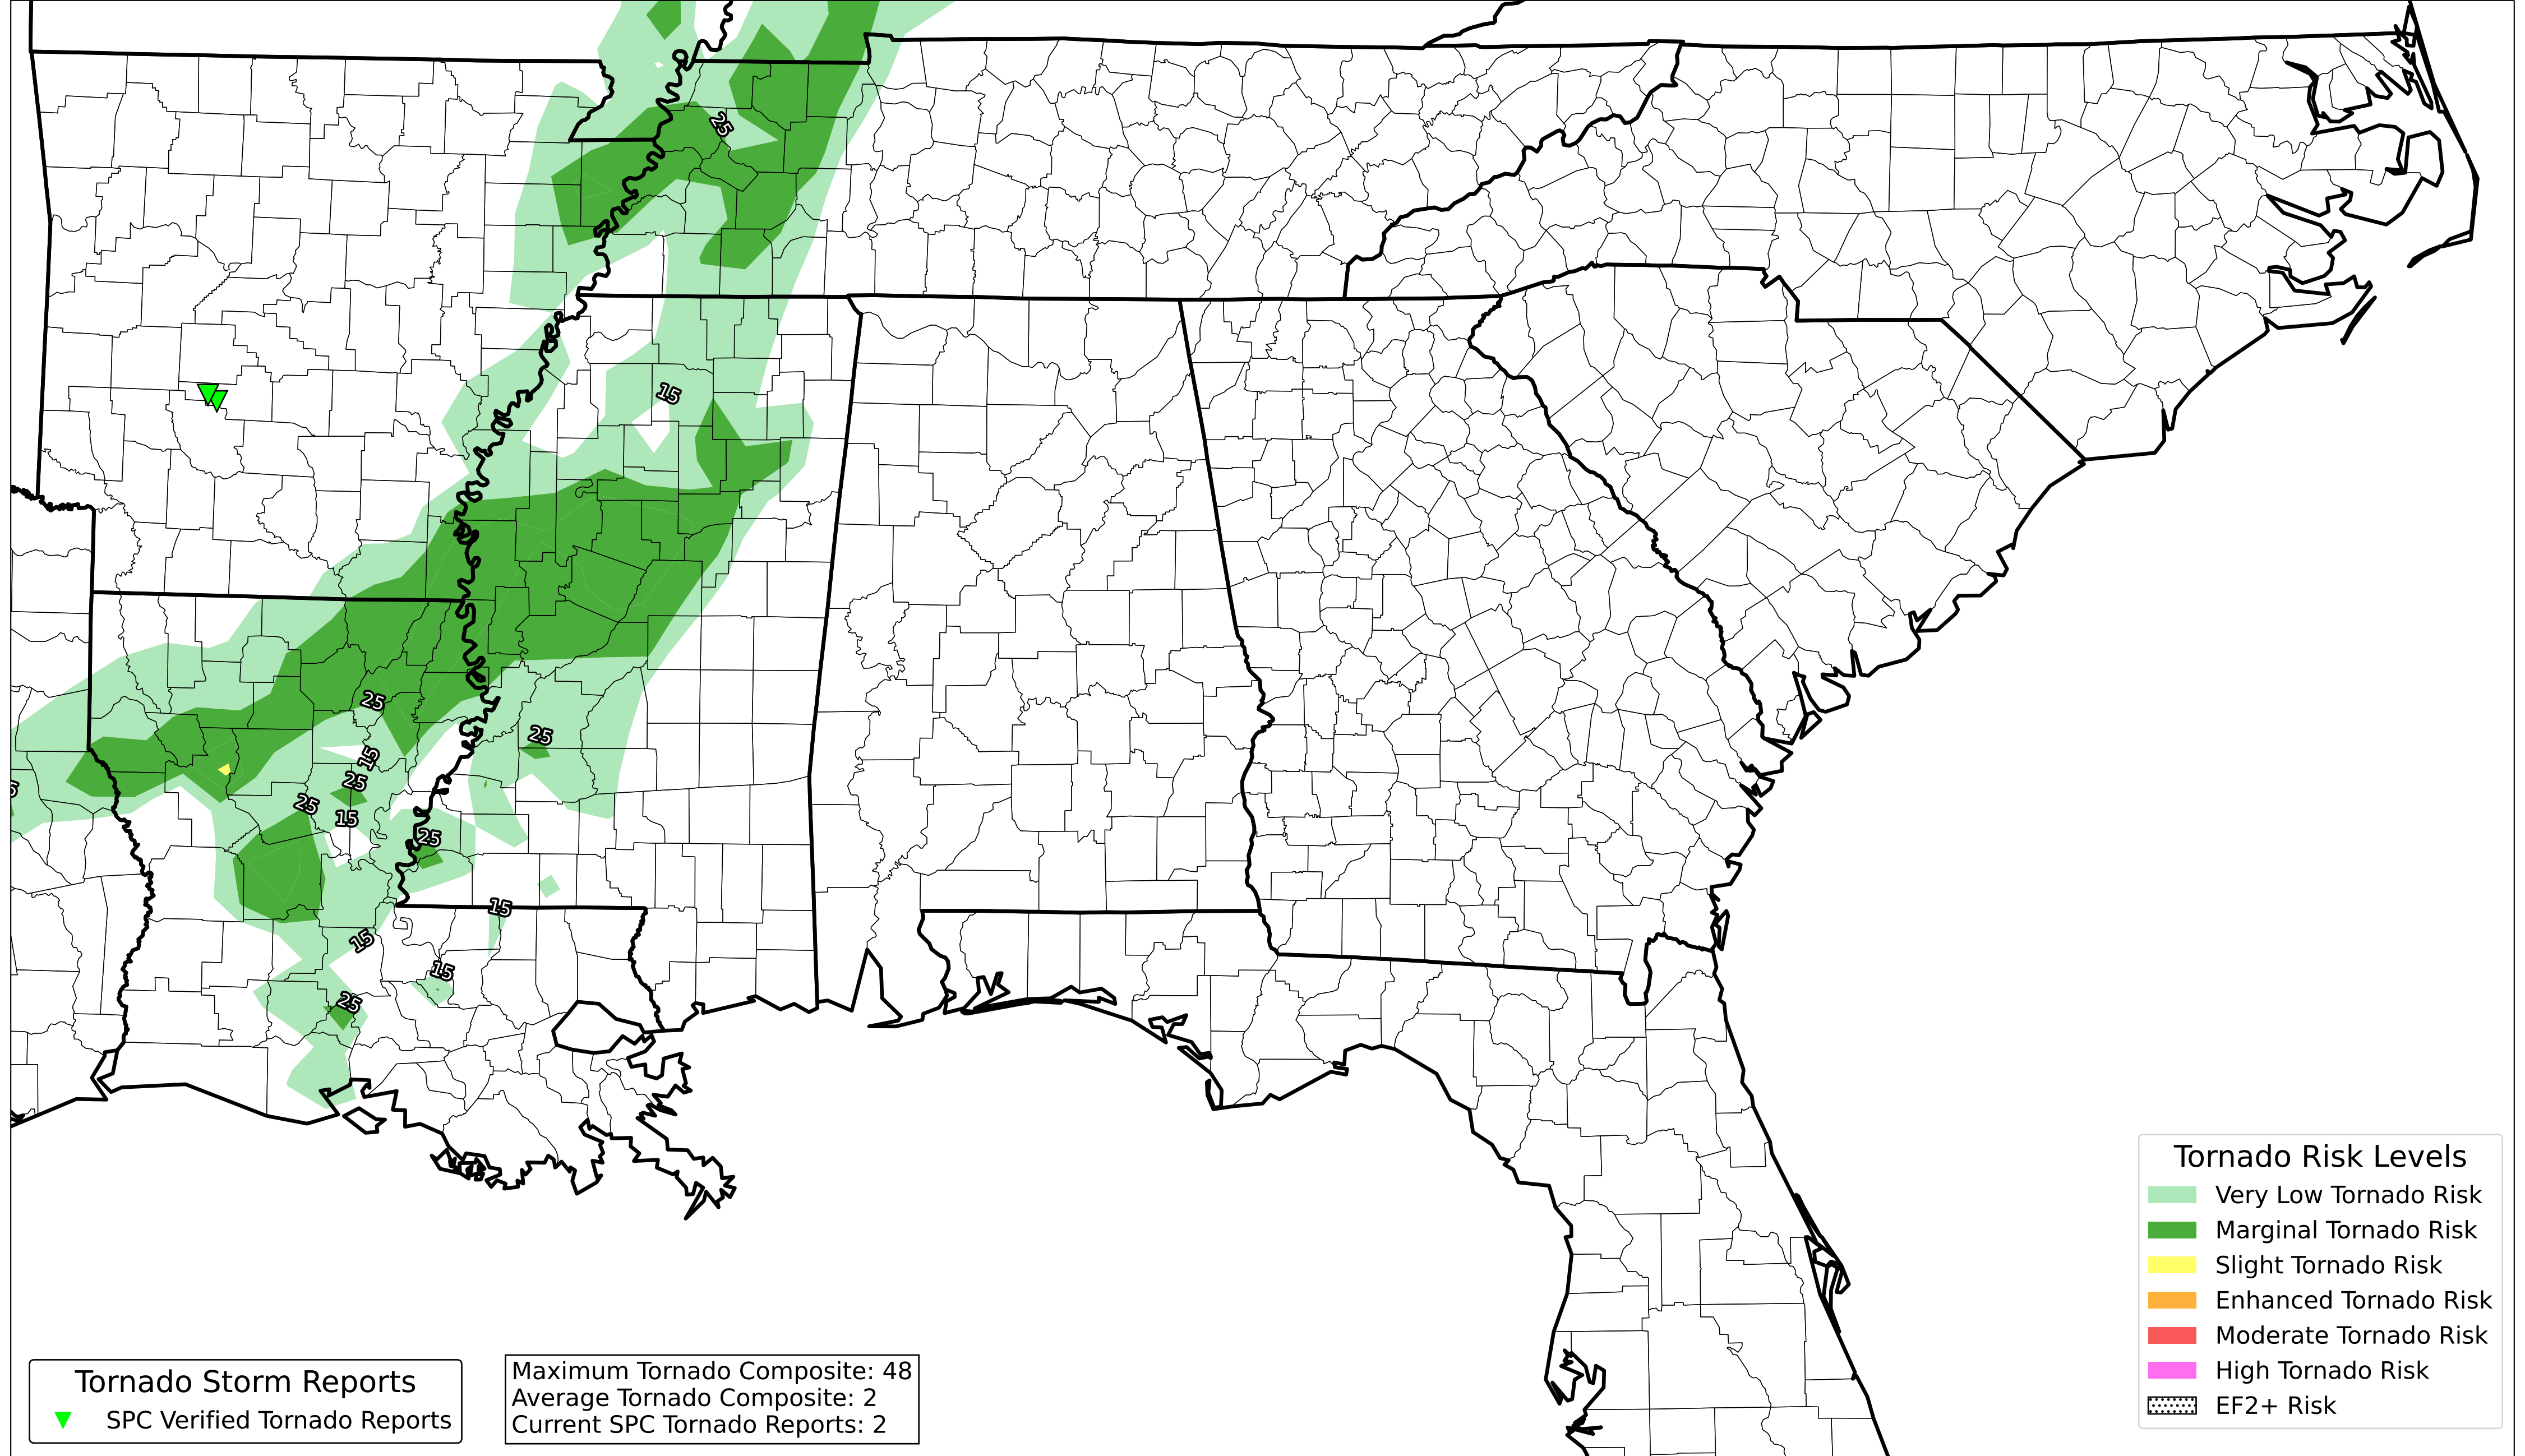 25
15
25
25
15
25
25
15
25
15
15
15
25
Tornado Storm Reports
SPC Verified Tornado Reports
Maximum Tornado Composite: 48
Average Tornado Composite: 2
Current SPC Tornado Reports: 2
Tornado Risk Levels
Very Low Tornado Risk
Marginal Tornado Risk
Slight Tornado Risk
Enhanced Tornado Risk
Moderate Tornado Risk
High Tornado Risk
EF2+ Risk